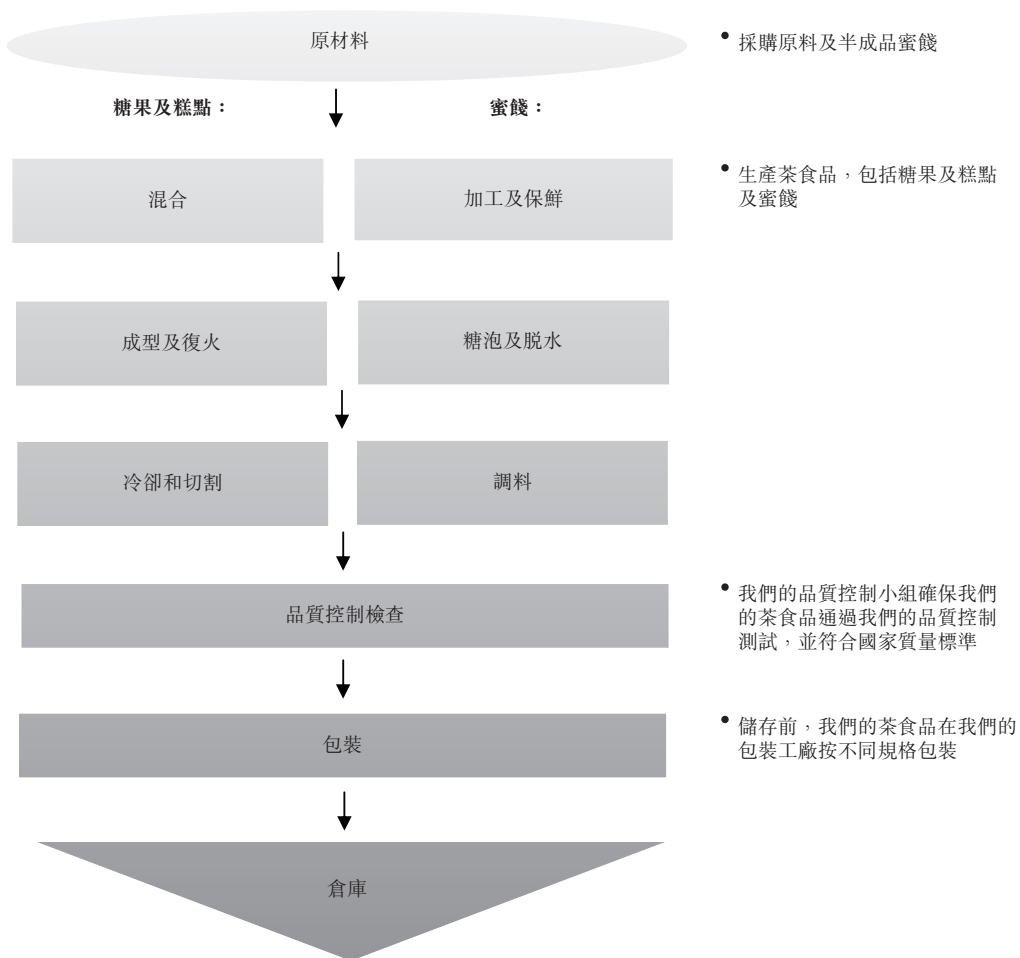 原材料
• 採購原料及半成品蜜餞
糖果及糕點：
蜜餞：
混合
加工及保鮮
• 生產茶食品，包括糖果及糕點
及蜜餞
成型及復火
糖泡及脫水
冷卻和切割
調料
品質控制檢查
• 我們的品質控制小組確保我們
的茶食品通過我們的品質控制
測試，並符合國家質量標準
包裝
• 儲存前，我們的茶食品在我們的
包裝工廠按不同規格包裝
倉庫